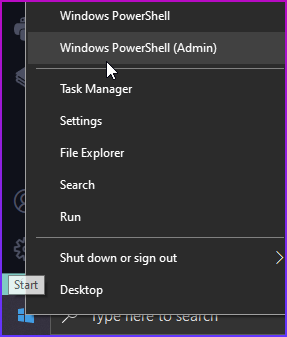 Windows PowerShell
Windows PowerShell (Admin)
Task Manager
Settings
File Explorer
Search
Run
Shut down or sign out
Desktop
Start
Type here to search